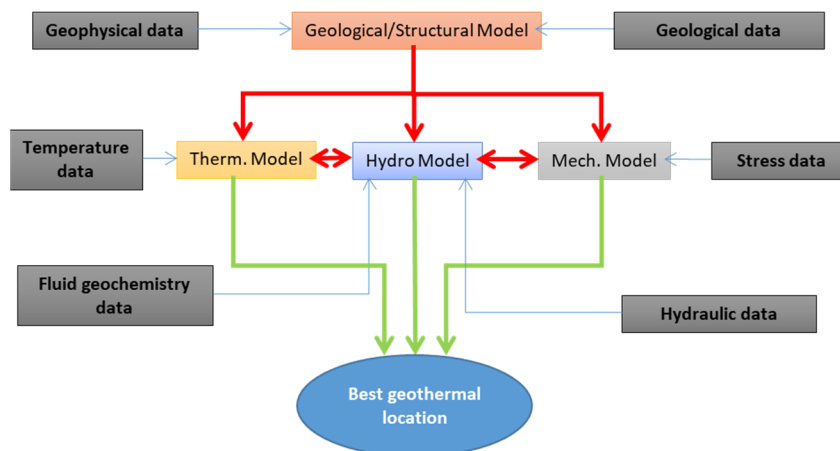 Geophysical data
Geological/Structural Model
Geological data
Temperature
data
Therm. Model
Hydro Model
Mech. Model
Stress data
Fluid geochemistry
data
Hydraulic data
Best geothermal
location